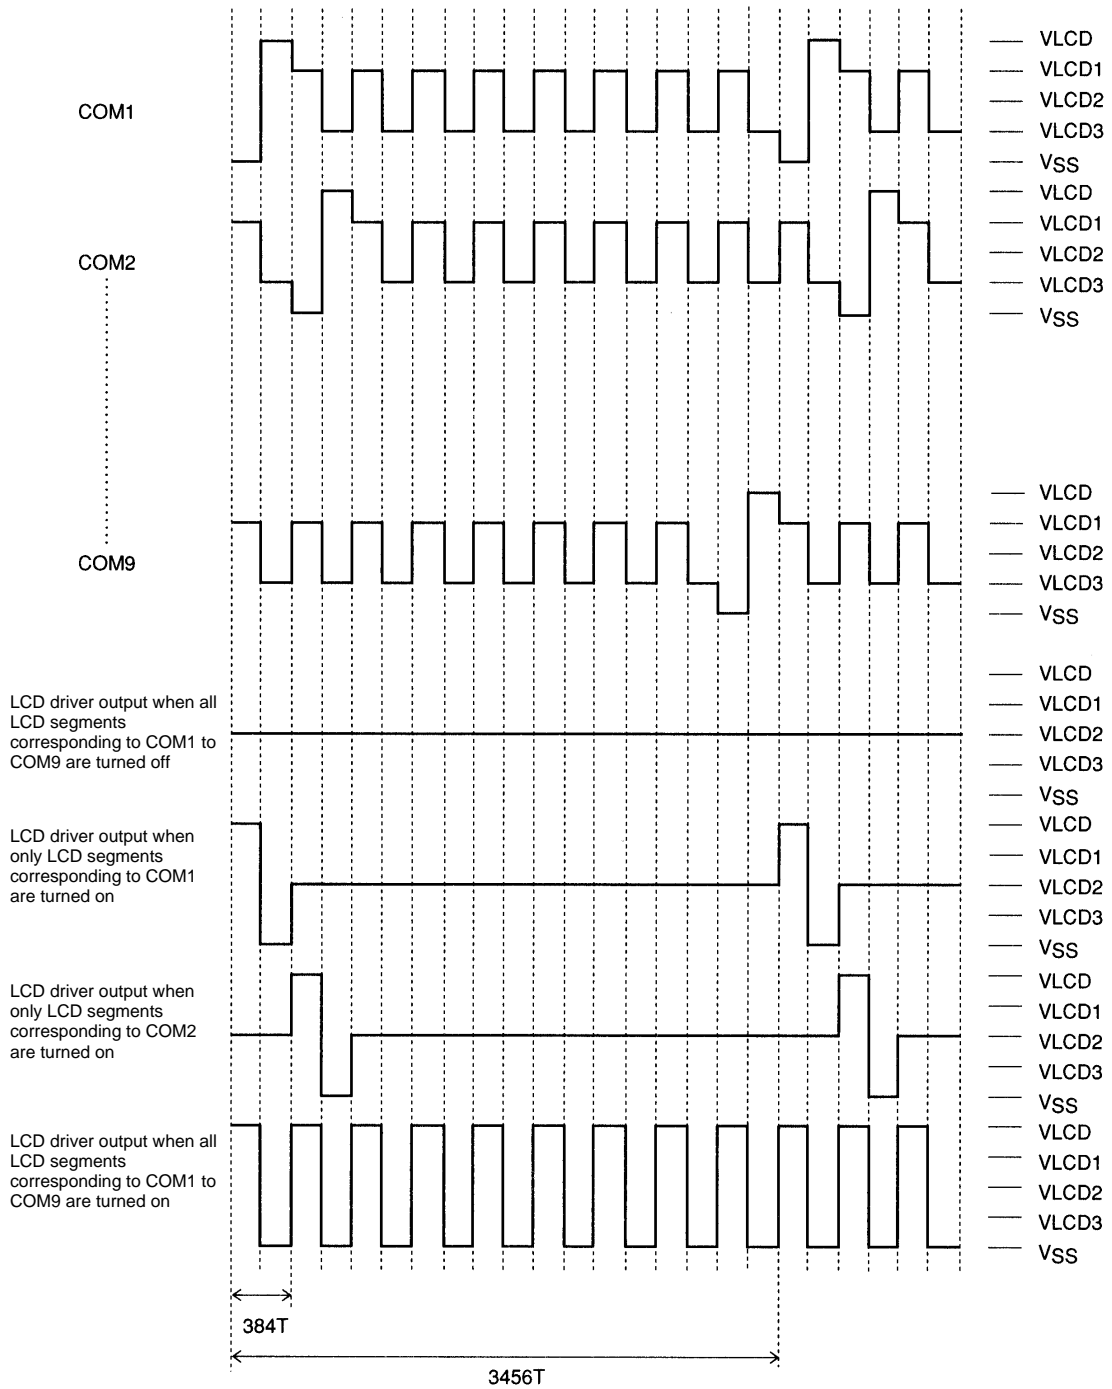 VLCD
VLCD1
COM1
VLCD2
VLCD3
VSS
VLCD
VLCD1
COM2
VLCD2
VLCD3
VSS
VLCD
VLCD1
COM9
VLCD2
VLCD3
VSS
VLCD
LCD driver output when all
LCD segments
corresponding to COM1 to
COM9 are turned off
VLCD1
VLCD2
VLCD3
VSS
LCD driver output when
only LCD segments
corresponding to COM1
are turned on
VLCD
VLCD1
VLCD2
VLCD3
VSS
LCD driver output when
only LCD segments
corresponding to COM2
are turned on
VLCD
VLCD1
VLCD2
VLCD3
VSS
LCD driver output when all
LCD segments
corresponding to COM1 to
COM9 are turned on
VLCD
VLCD1
VLCD2
VLCD3
VSS
384T
3456T